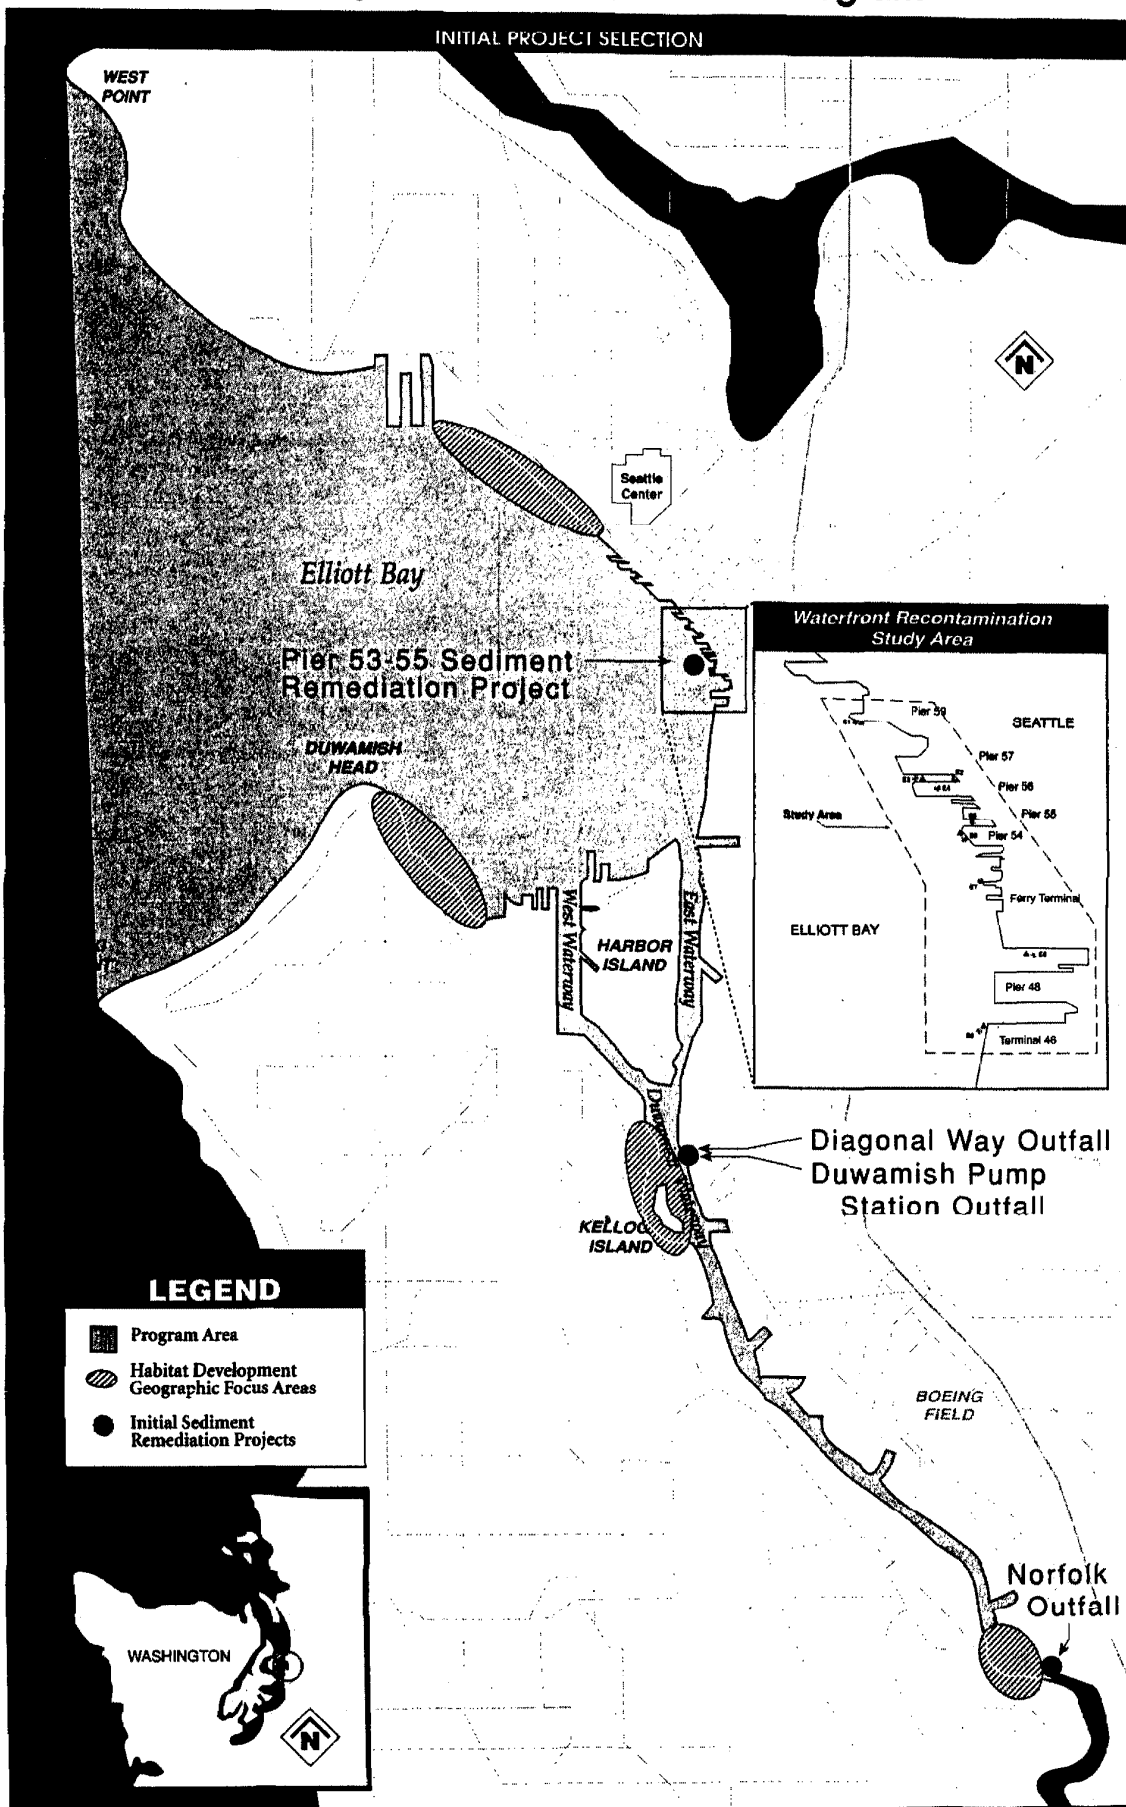 INITIAL PROJECT SELECTION
WEST
POINT
N
Seattle
Center
Elliott Bay
Pier 53-55 Sediment
Remediation Project
DUWAMISH
HEAD
Waterfront Recontamination
Study Area
Pier 59
SEATTLE
Pier 57
Pier 56
Pier 55
Study Area
Pier 54
Ferry Terminal
ELLIOTT BAY
Pier 48
Terminal 46
West Waterway
HARBOR
ISLAND
East Waterway
Diagonal Way Outfall
Duwamish Pump
Station Outfall
KELLOG
ISLAND
LEGEND
Program Area
Habitat Development
Geographic Focus Areas
Initial Sediment
Remediation Projects
BOEING
FIELD
Norfolk
Outfall
WASHINGTON
N